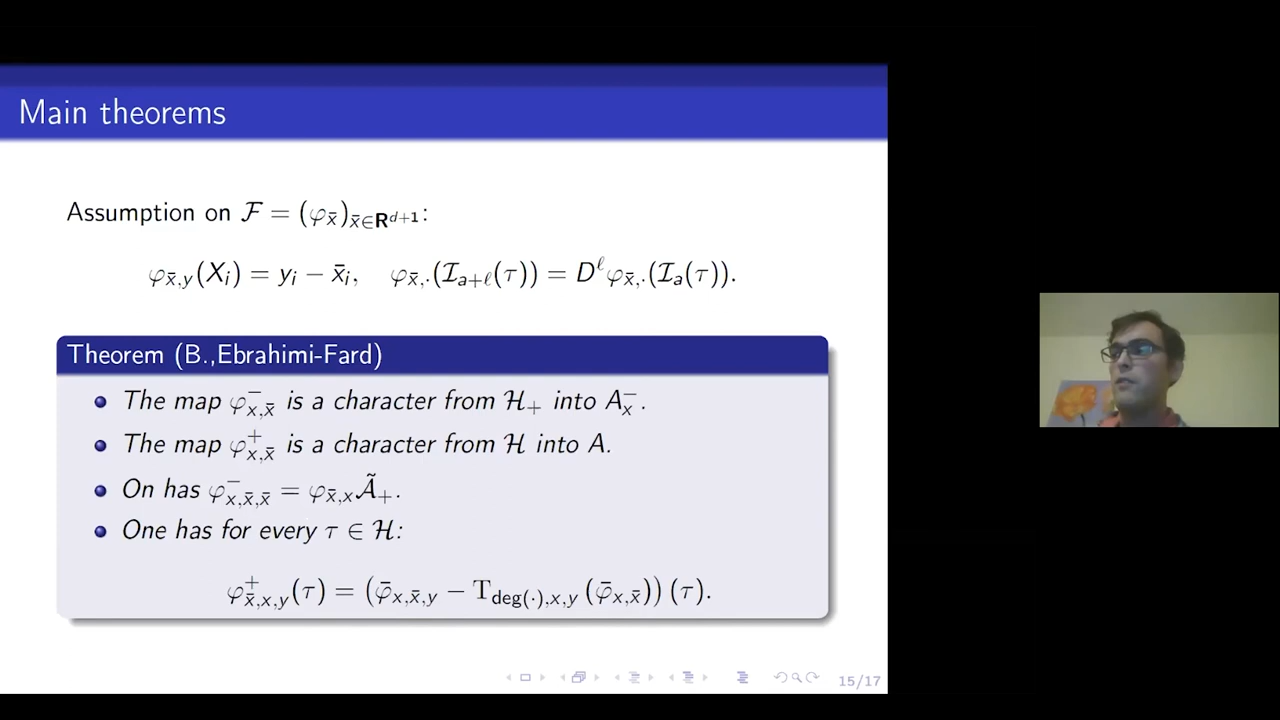 Main theorems
Assumption on ℱ = (φ_x̄)_{x̄∈𝐑^{d+1}}:
φ_{x̄,y}(X_i) = y_i − x̄_i, φ_{x̄,·}(ℐ_{a+ℓ}(τ)) = D^ℓ φ_{x̄,·}(ℐ_a(τ)).
Theorem (B.,Ebrahimi-Fard)
The map φ⁻_{x,x̄} is a character from ℋ₊ into A⁻_x.
The map φ⁺_{x,x̄} is a character from ℋ into A.
On has φ⁻_{x,x̄,x̄} = φ_{x̄,x}𝒜̃₊.
One has for every τ ∈ ℋ:
φ⁺_{x̄,x,y}(τ) = (φ̄_{x,x̄,y} − T_{deg(·),x,y} (φ̄_{x,x̄})) (τ).
15/17